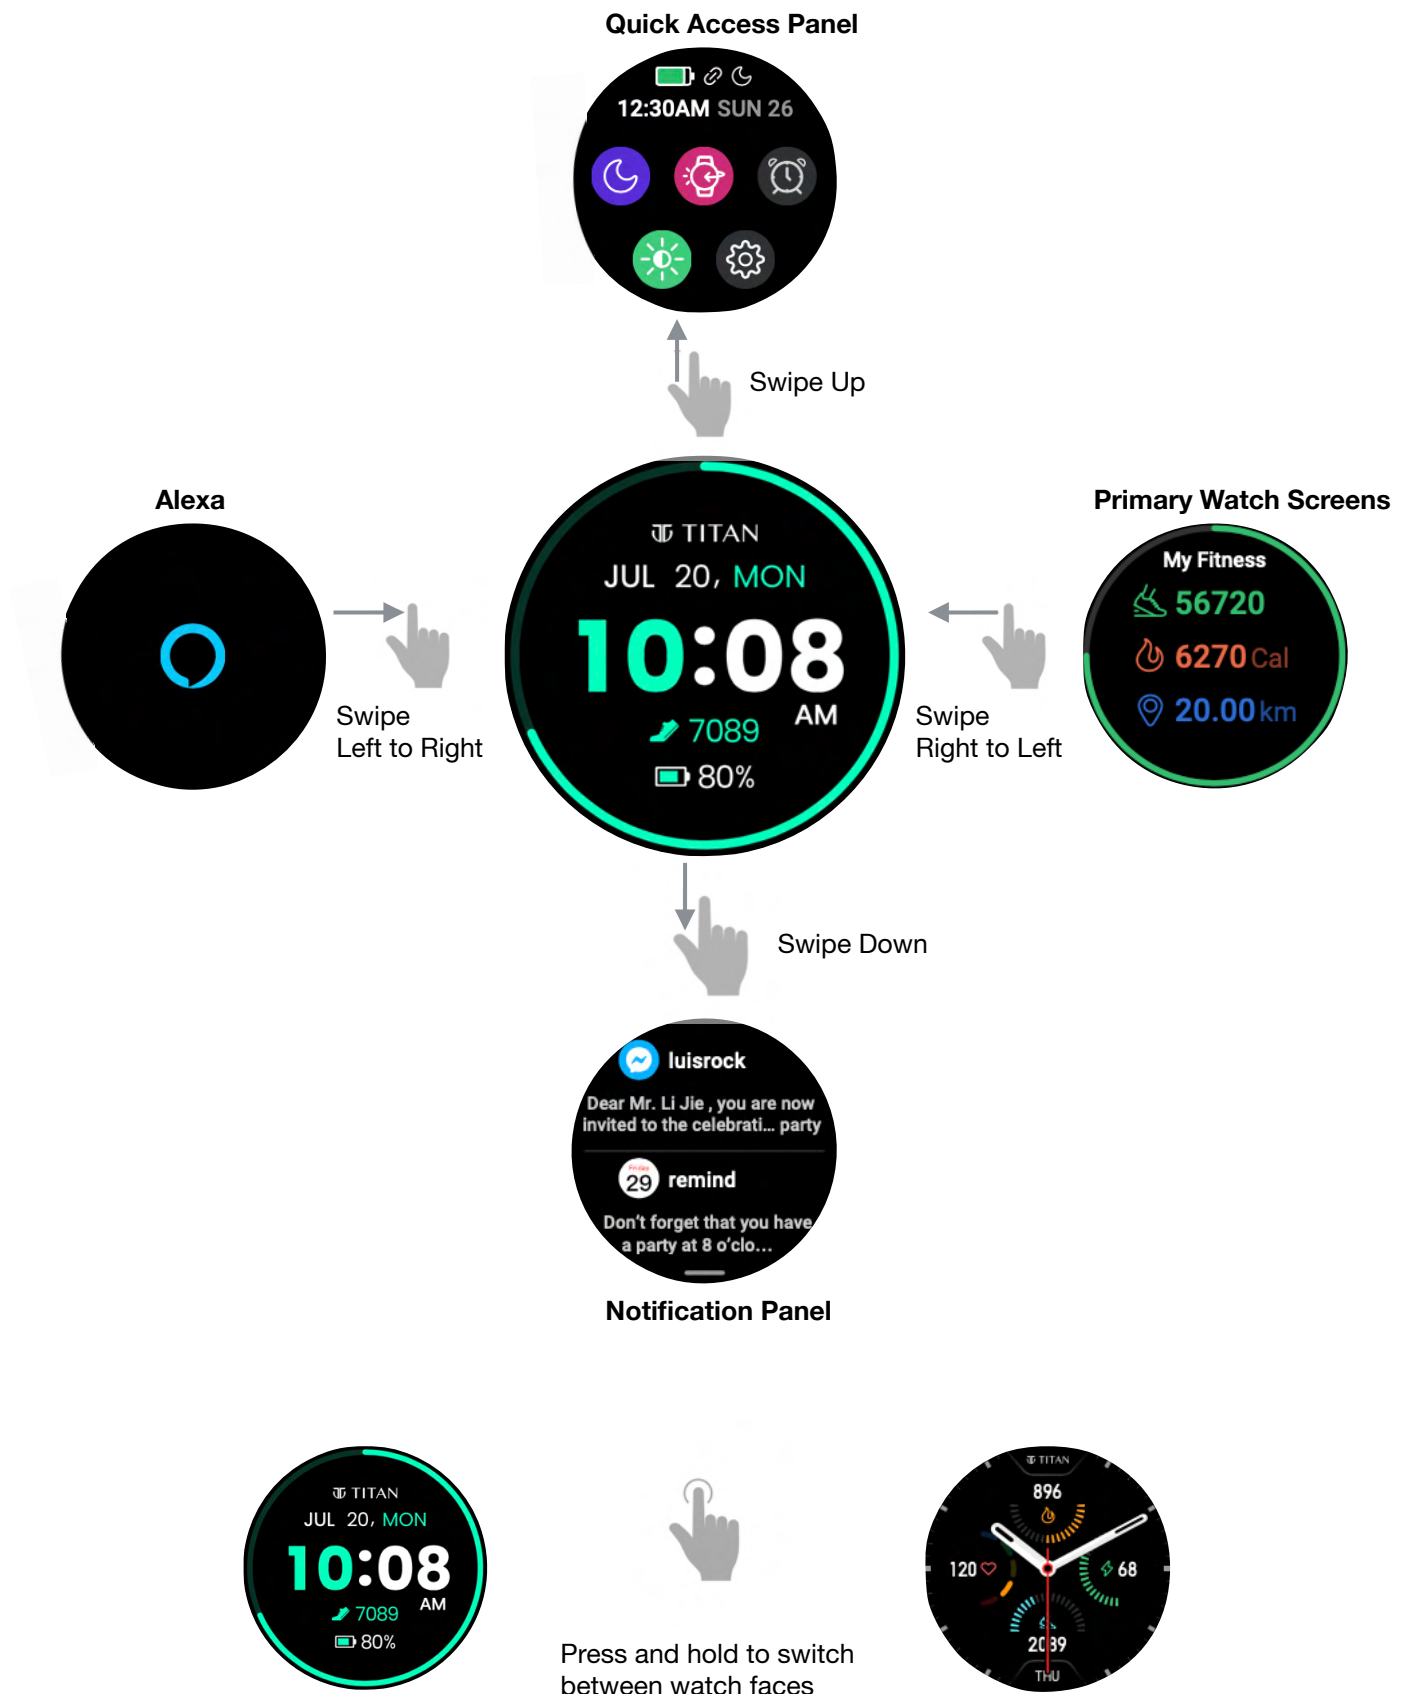 Quick Access Panel
12:30AM SUN 26
Swipe Up
Alexa
Swipe
Left to Right
TITAN
JUL 20, MON
10:08
AM
7089
80%
Swipe
Right to Left
Primary Watch Screens
My Fitness
56720
6270 Cal
20.00 km
Swipe Down
luisrock
Dear Mr. Li Jie , you are now
invited to the celebrati... party
Friday
29
remind
Don't forget that you have
a party at 8 o'clo...
Notification Panel
TITAN
JUL 20, MON
10:08
AM
7089
80%
Press and hold to switch
between watch faces
TITAN
896
120
68
2089
THU